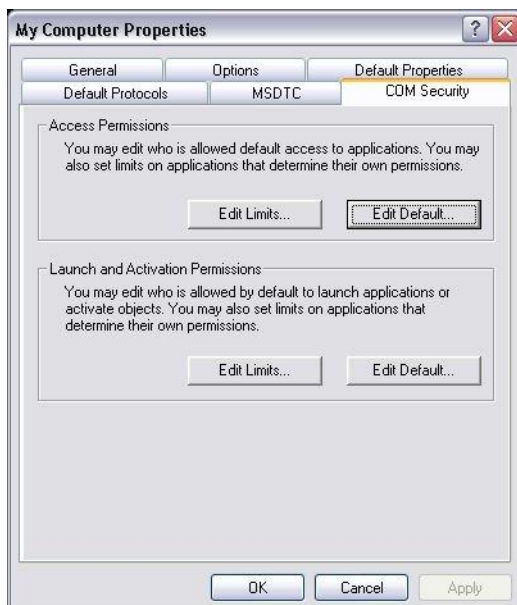 My Computer Properties
General Options Default Properties
Default Protocols MSDTC COM Security
Access Permissions
You may edit who is allowed default access to applications. You may
also set limits on applications that determine their own permissions.
Edit Limits... Edit Default...
Launch and Activation Permissions
You may edit who is allowed by default to launch applications or
activate objects. You may also set limits on applications that
determine their own permissions.
Edit Limits... Edit Default...
OK Cancel Apply